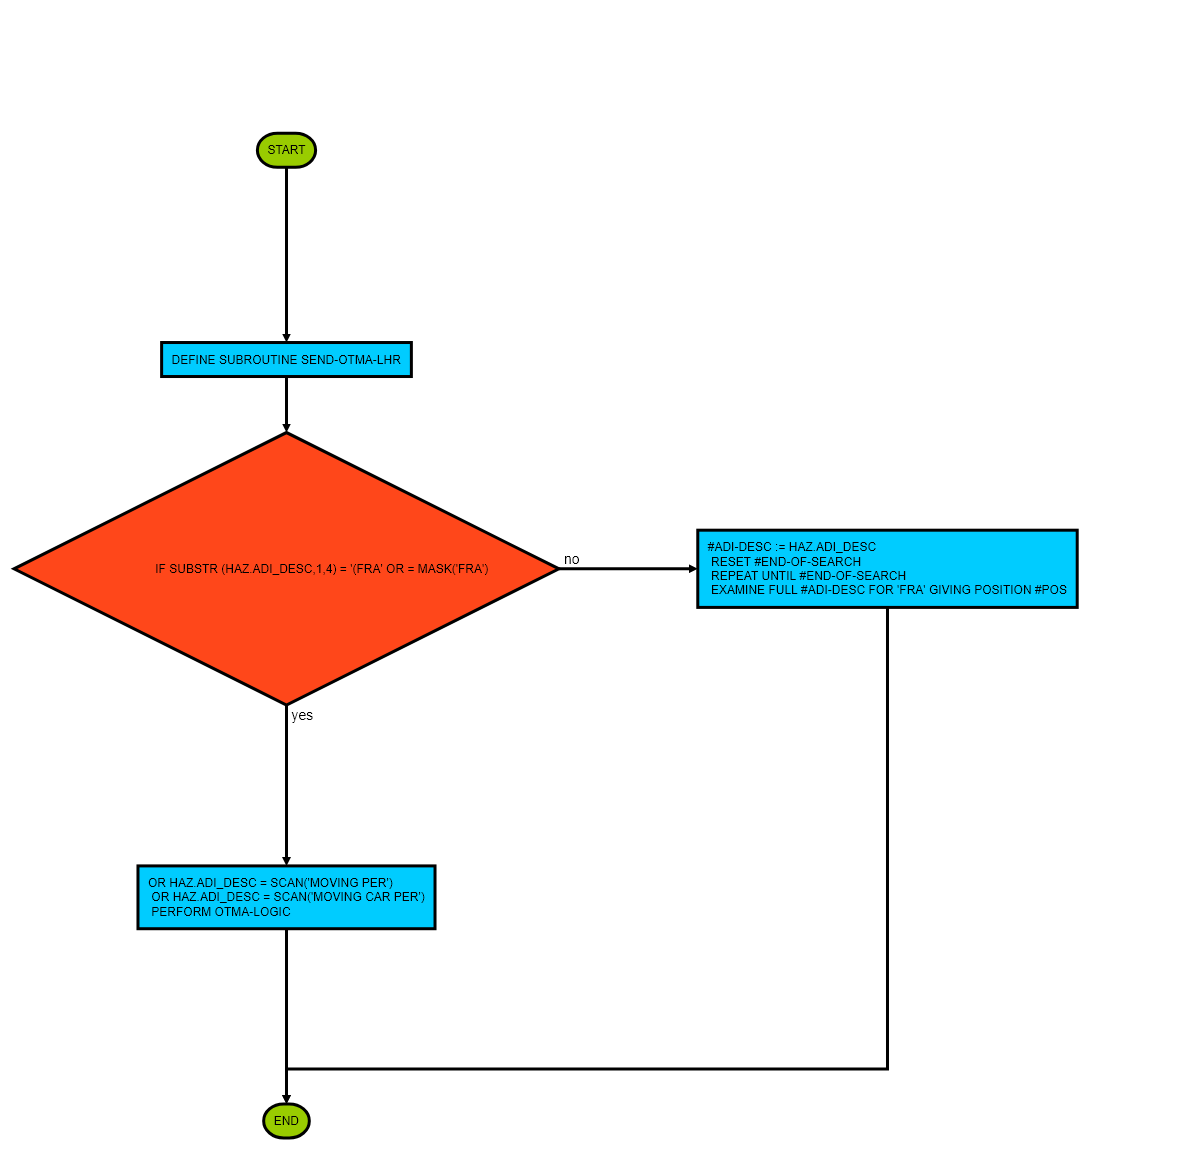 START
DEFINE SUBROUTINE SEND-OTMA-LHR
IF SUBSTR (HAZ.ADI_DESC,1,4) = '(FRA' OR = MASK('FRA')
no
#ADI-DESC := HAZ.ADI_DESC
RESET #END-OF-SEARCH
REPEAT UNTIL #END-OF-SEARCH
EXAMINE FULL #ADI-DESC FOR 'FRA' GIVING POSITION #POS
yes
OR HAZ.ADI_DESC = SCAN('MOVING PER')
OR HAZ.ADI_DESC = SCAN('MOVING CAR PER')
PERFORM OTMA-LOGIC
END